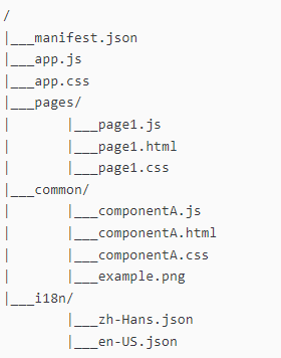 /
|___manifest.json
|___app.js
|___app.css
|___pages/
|       |___page1.js
|       |___page1.html
|       |___page1.css
|___common/
|       |___componentA.js
|       |___componentA.html
|       |___componentA.css
|       |___example.png
|___i18n/
        |___zh-Hans.json
        |___en-US.json